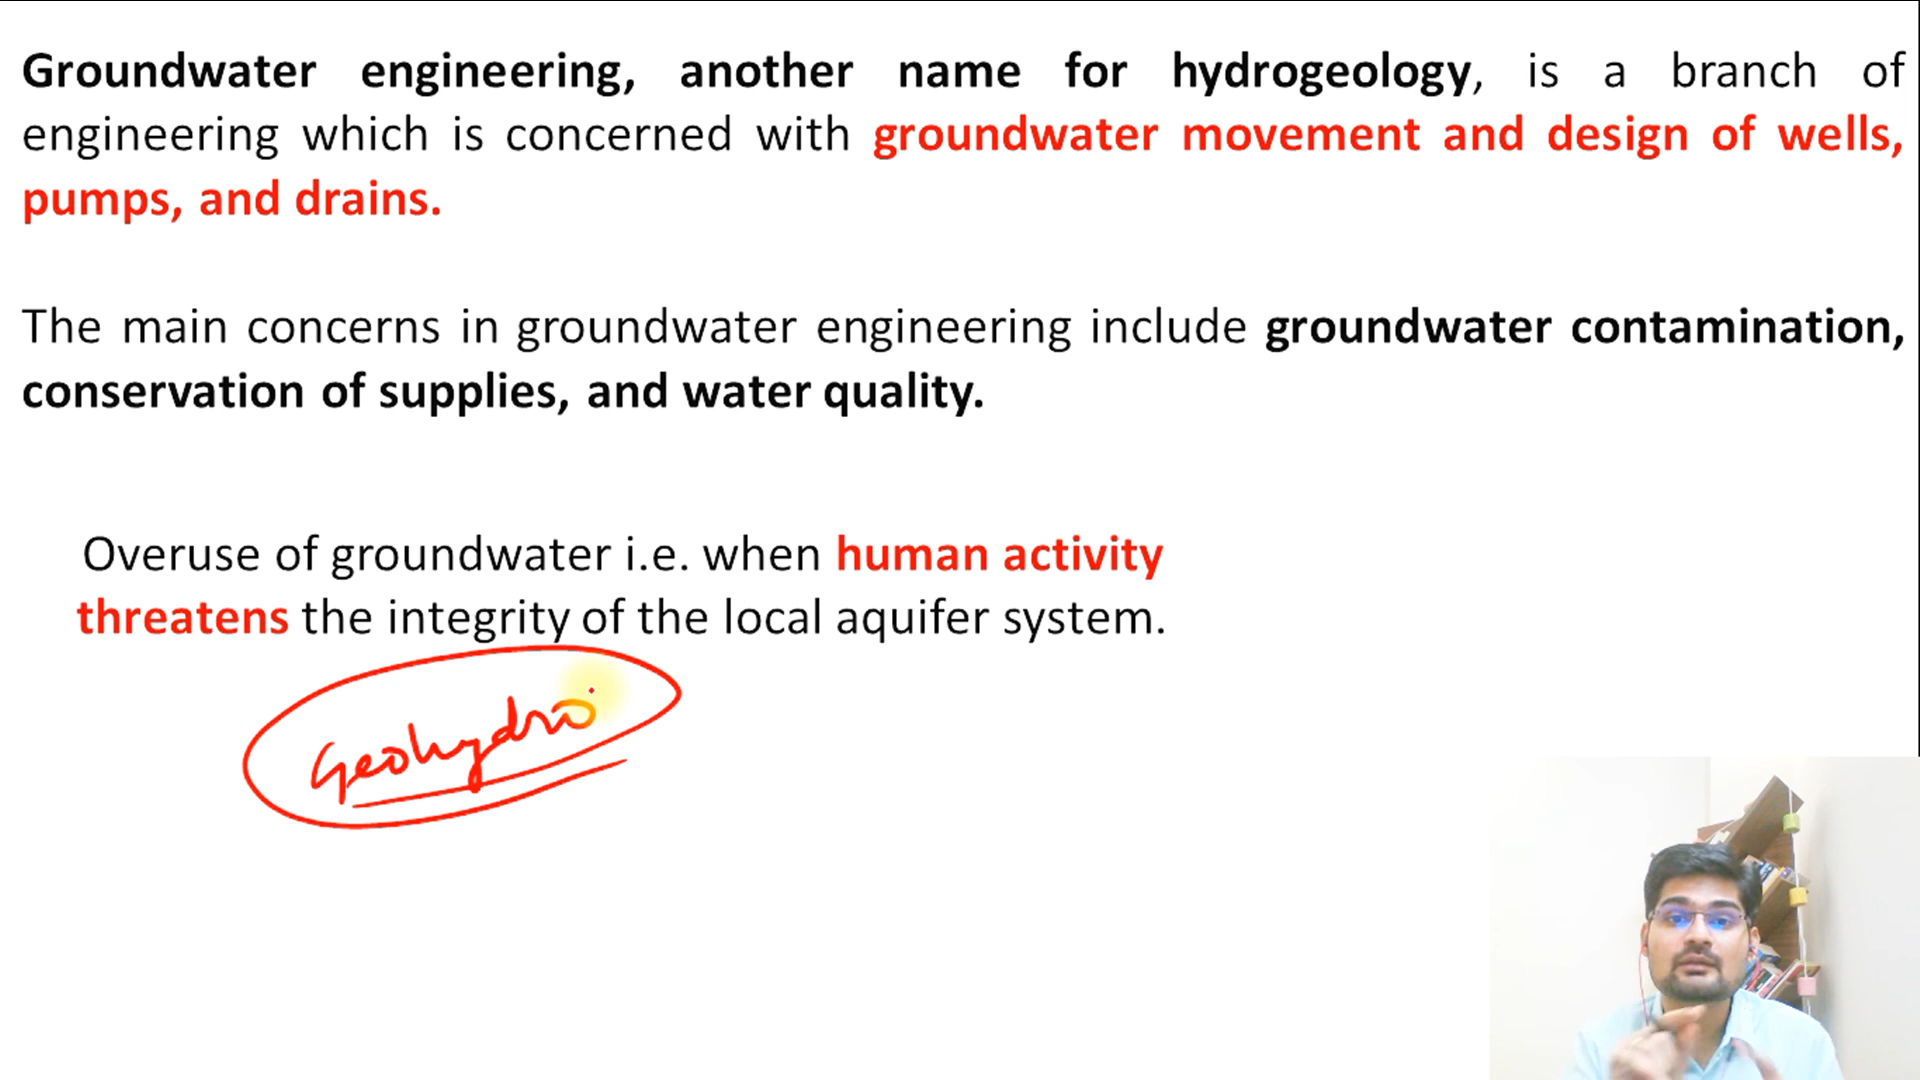 Groundwater engineering, another name for hydrogeology, is a branch of
engineering which is concerned with groundwater movement and design of wells,
pumps, and drains.
The main concerns in groundwater engineering include groundwater contamination,
conservation of supplies, and water quality.
Overuse of groundwater i.e. when human activity
threatens the integrity of the local aquifer system.
Geohydro